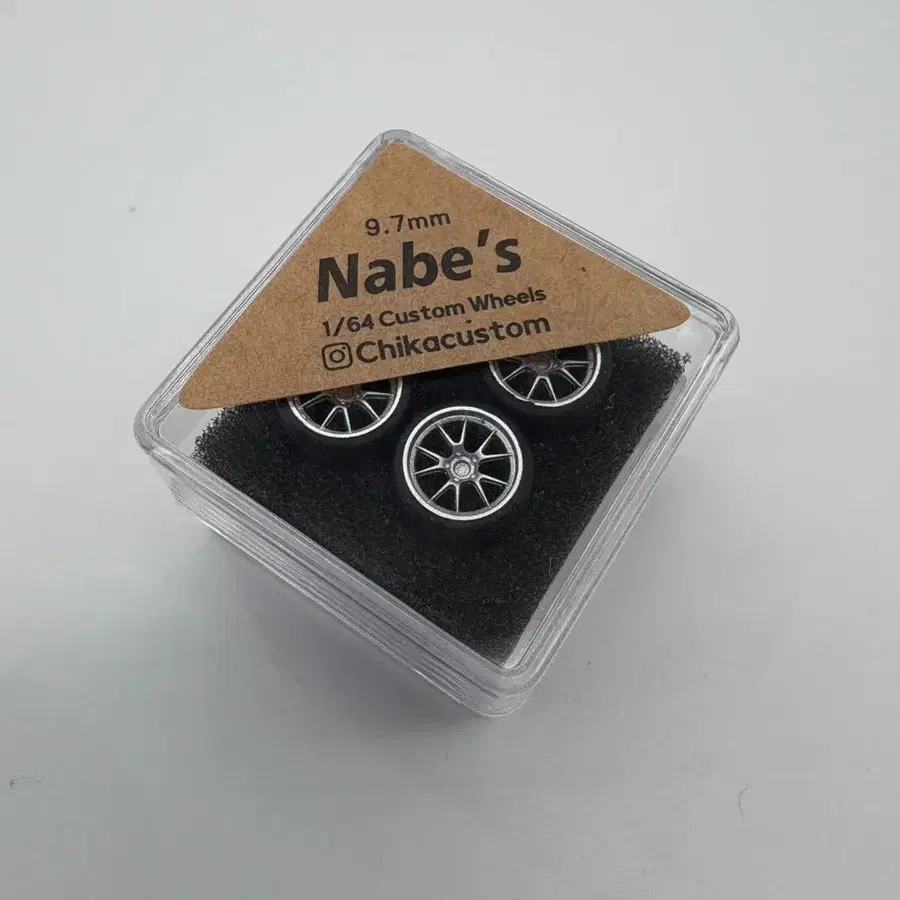 9.7mm
Nabe's
1/64 Custom Wheels
Chikacustom